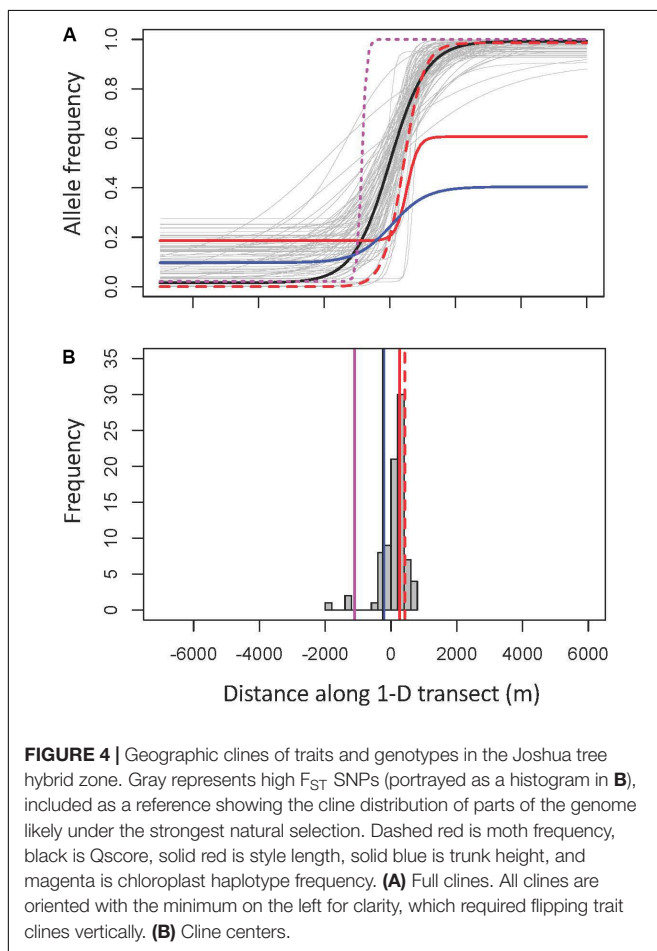 A
Allele frequency
1.0
0.8
0.6
0.4
0.2
0.0
B
Frequency
35
30
25
20
15
10
5
0
-6000 -4000 -2000 0 2000 4000 6000
Distance along 1-D transect (m)
FIGURE 4 | Geographic clines of traits and genotypes in the Joshua tree
hybrid zone. Gray represents high FST SNPs (portrayed as a histogram in B),
included as a reference showing the cline distribution of parts of the genome
likely under the strongest natural selection. Dashed red is moth frequency,
black is Qscore, solid red is style length, solid blue is trunk height, and
magenta is chloroplast haplotype frequency. (A) Full clines. All clines are
oriented with the minimum on the left for clarity, which required flipping trait
clines vertically. (B) Cline centers.